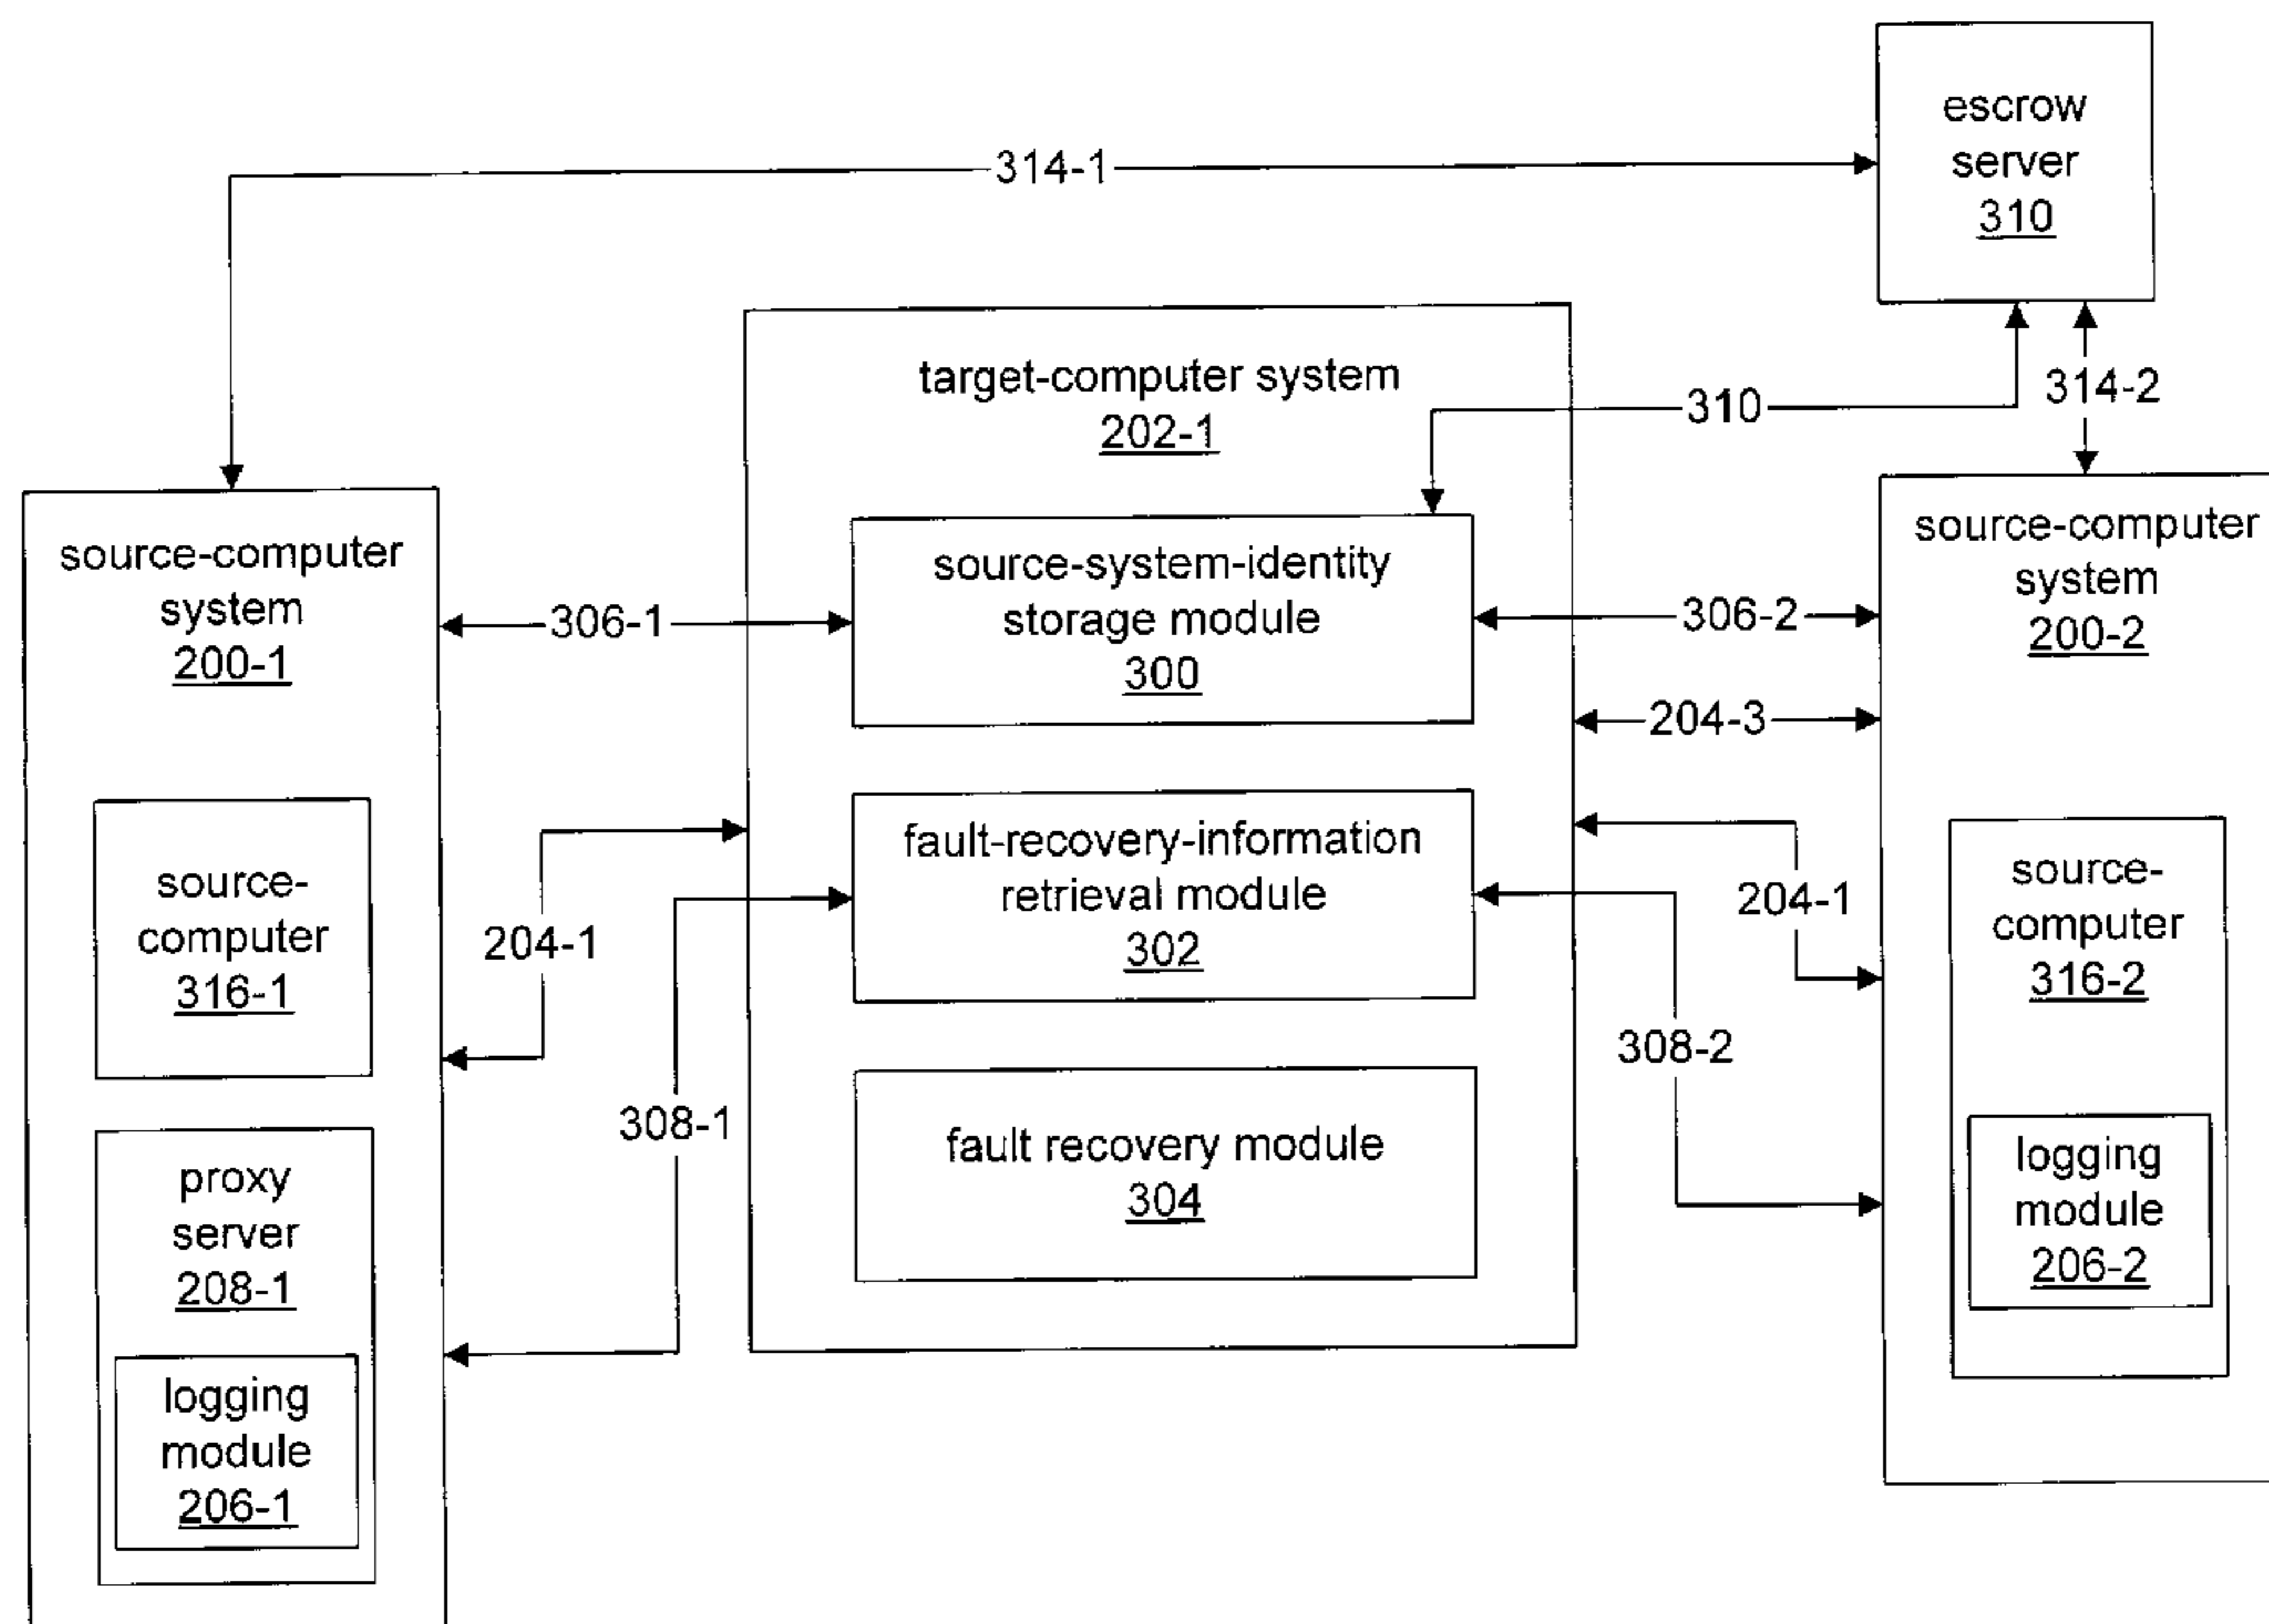 escrow
server
310
314-1
314-2
310
target-computer system
202-1
source-computer
system
200-1
306-1
source-system-identity
storage module
300
306-2
204-3
source-computer
system
200-2
source-
computer
316-1
204-1
fault-recovery-information
retrieval module
302
204-1
source-
computer
316-2
308-1
308-2
fault recovery module
304
logging
module
206-2
proxy
server
208-1
logging
module
206-1